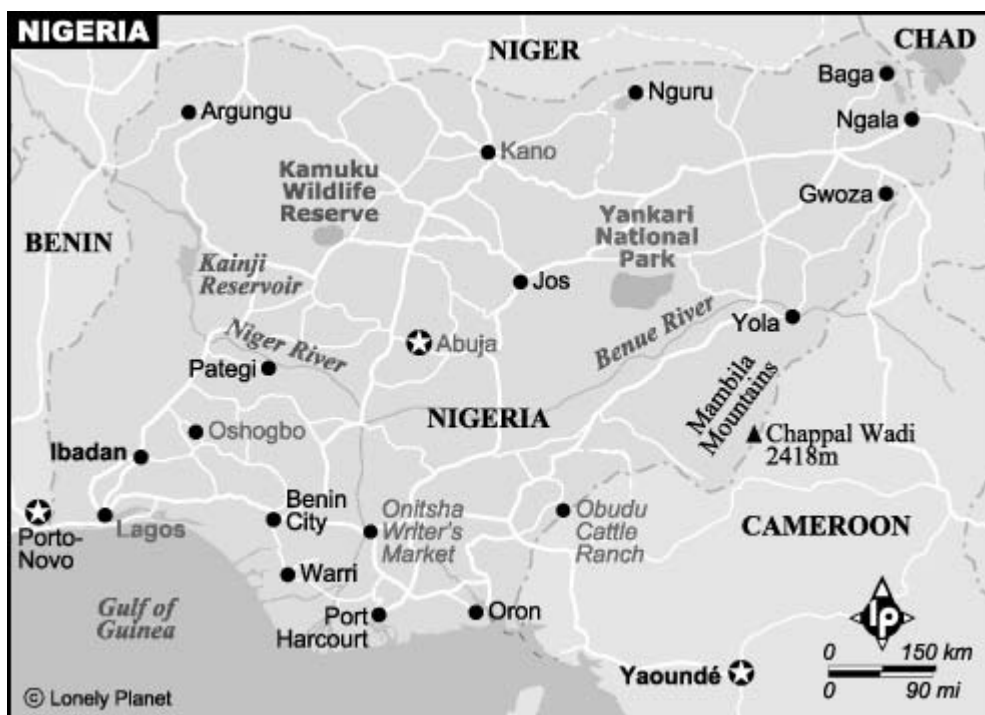 NIGERIA
NIGER
CHAD
Baga
Nguru
Argungu
Ngala
Kano
Kamuku
Wildlife
Reserve
Gwoza
Yankari
National
Park
BENIN
Kainji
Reservoir
Jos
Benue River
Yola
Niger River
Abuja
Pategi
Mambila
Mountains
NIGERIA
Oshogbo
Chappal Wadi
2418m
Ibadan
Benin
City
Onitsha
Writer's
Market
Obudu
Cattle
Ranch
CAMEROON
Lagos
Porto-
Novo
Warri
Gulf of
Guinea
Port
Harcourt
Oron
lp
0 150 km
0 90 mi
Yaoundé
© Lonely Planet